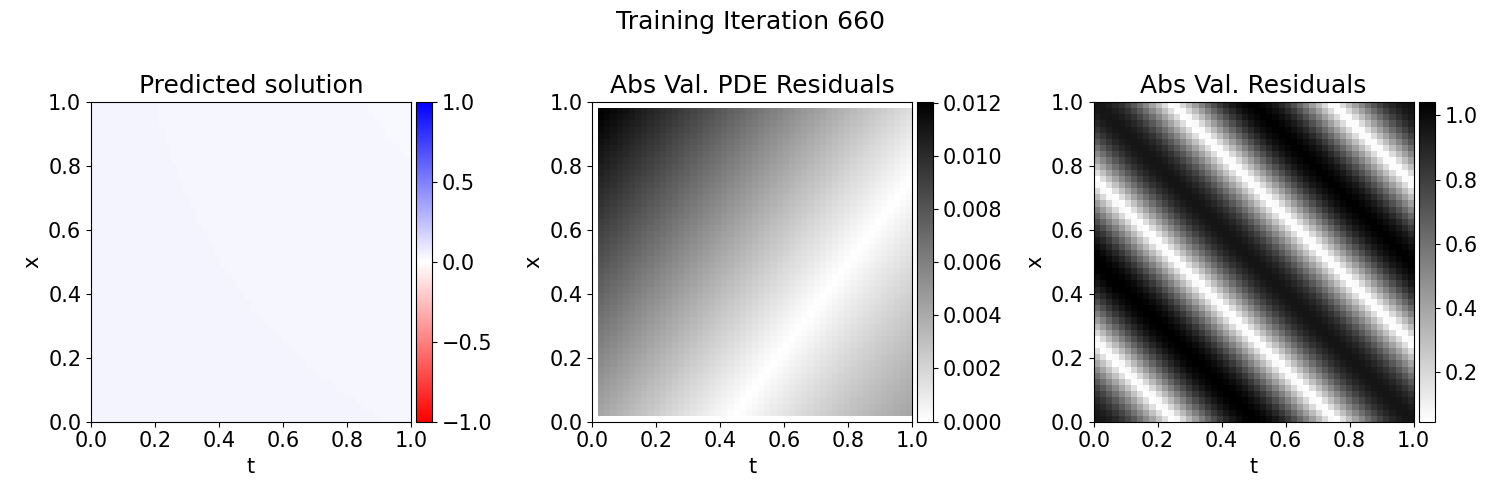 Training Iteration 660
Predicted solution
Abs Val. PDE Residuals
Abs Val. Residuals
1.0
0.8
0.6
0.4
0.2
0.0
x
0.0 0.2 0.4 0.6 0.8 1.0
t
1.0
0.5
0.0
−0.5
−1.0
1.0
0.8
0.6
0.4
0.2
0.0
x
0.0 0.2 0.4 0.6 0.8 1.0
t
0.012
0.010
0.008
0.006
0.004
0.002
0.000
1.0
0.8
0.6
0.4
0.2
0.0
x
0.0 0.2 0.4 0.6 0.8 1.0
t
1.0
0.8
0.6
0.4
0.2